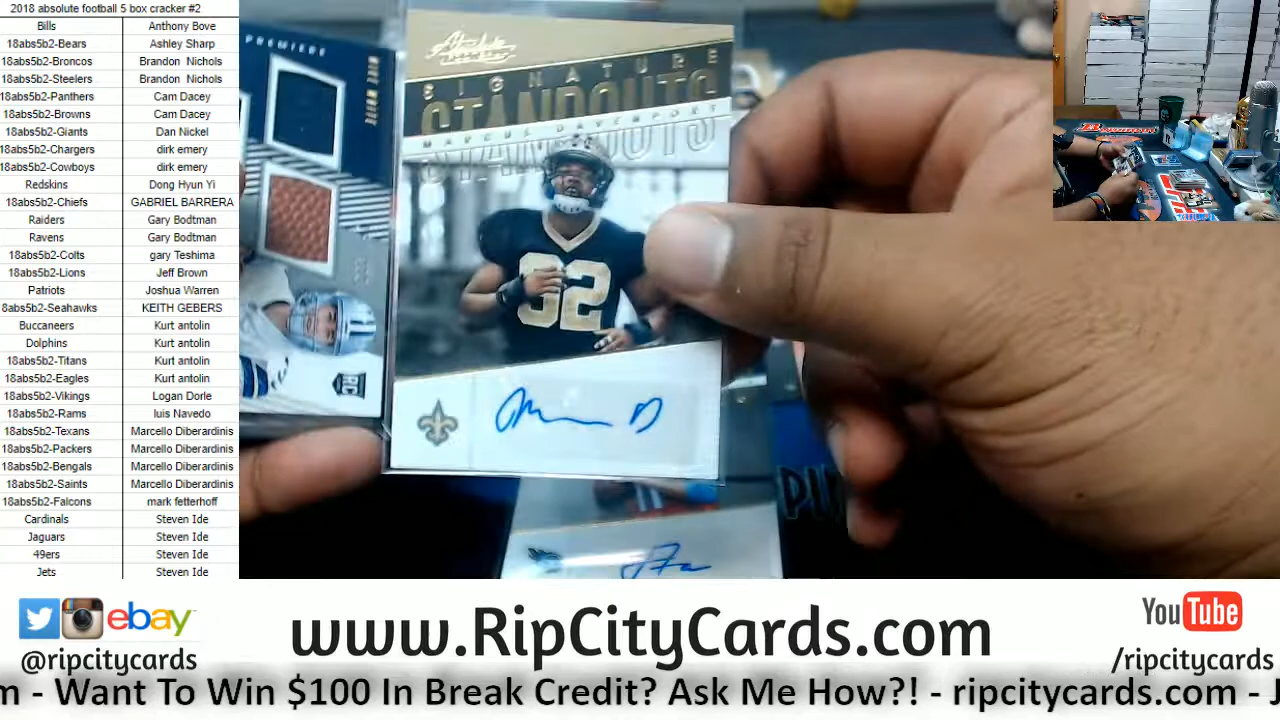 2018 absolute football 5 box cracker #2
Bills Anthony Bove
18abs5b2-Bears Ashley Sharp
18abs5b2-Broncos Brandon Nichols
18abs5b2-Steelers Brandon Nichols
18abs5b2-Panthers Cam Dacey
18abs5b2-Browns Cam Dacey
18abs5b2-Giants Dan Nickel
18abs5b2-Chargers dirk emery
18abs5b2-Cowboys dirk emery
Redskins Dong Hyun Yi
18abs5b2-Chiefs GABRIEL BARRERA
Raiders Gary Bodtman
Ravens Gary Bodtman
18abs5b2-Colts gary Teshima
18abs5b2-Lions Jeff Brown
Patriots Joshua Warren
8abs5b2-Seahawks KEITH GEBERS
Buccaneers Kurt antolin
Dolphins Kurt antolin
18abs5b2-Titans Kurt antolin
18abs5b2-Eagles Kurt antolin
18abs5b2-Vikings Logan Dorle
18abs5b2-Rams luis Navedo
18abs5b2-Texans Marcello Diberardinis
18abs5b2-Packers Marcello Diberardinis
18abs5b2-Bengals Marcello Diberardinis
18abs5b2-Saints Marcello Diberardinis
18abs5b2-Falcons mark fetterhoff
Cardinals Steven Ide
Jaguars Steven Ide
49ers Steven Ide
Jets Steven Ide
PREMIERE
RC
Absolute
SIGNATURE
STANDOUTS
MARCUS DAVENPORT
STANDOUTS
92
ebay
@ripcitycards
www.RipCityCards.com
YouTube
/ripcitycards
m - Want To Win $100 In Break Credit? Ask Me How?! - ripcitycards.com - J